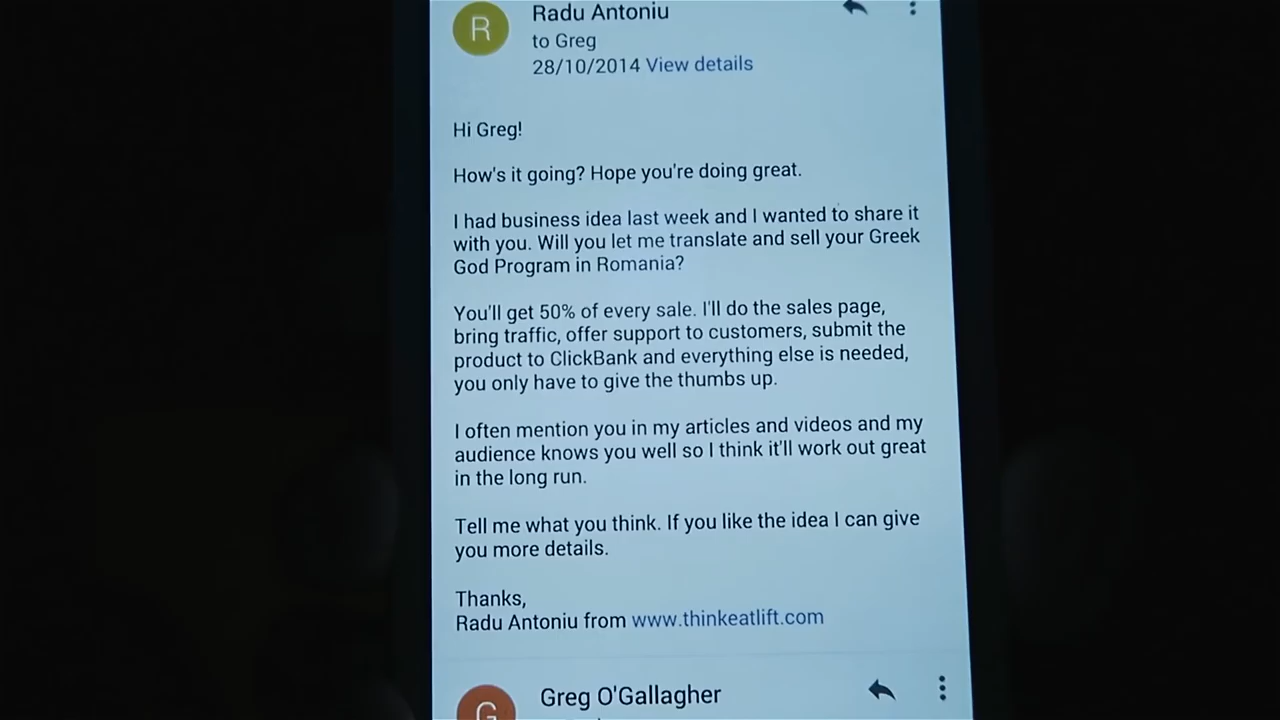 R
Radu Antoniu
to Greg
28/10/2014 View details
Hi Greg!
How's it going? Hope you're doing great.
I had business idea last week and I wanted to share it
with you. Will you let me translate and sell your Greek
God Program in Romania?
You'll get 50% of every sale. I'll do the sales page,
bring traffic, offer support to customers, submit the
product to ClickBank and everything else is needed,
you only have to give the thumbs up.
I often mention you in my articles and videos and my
audience knows you well so I think it'll work out great
in the long run.
Tell me what you think. If you like the idea I can give
you more details.
Thanks,
Radu Antoniu from www.thinkeatlift.com
G
Greg O'Gallagher